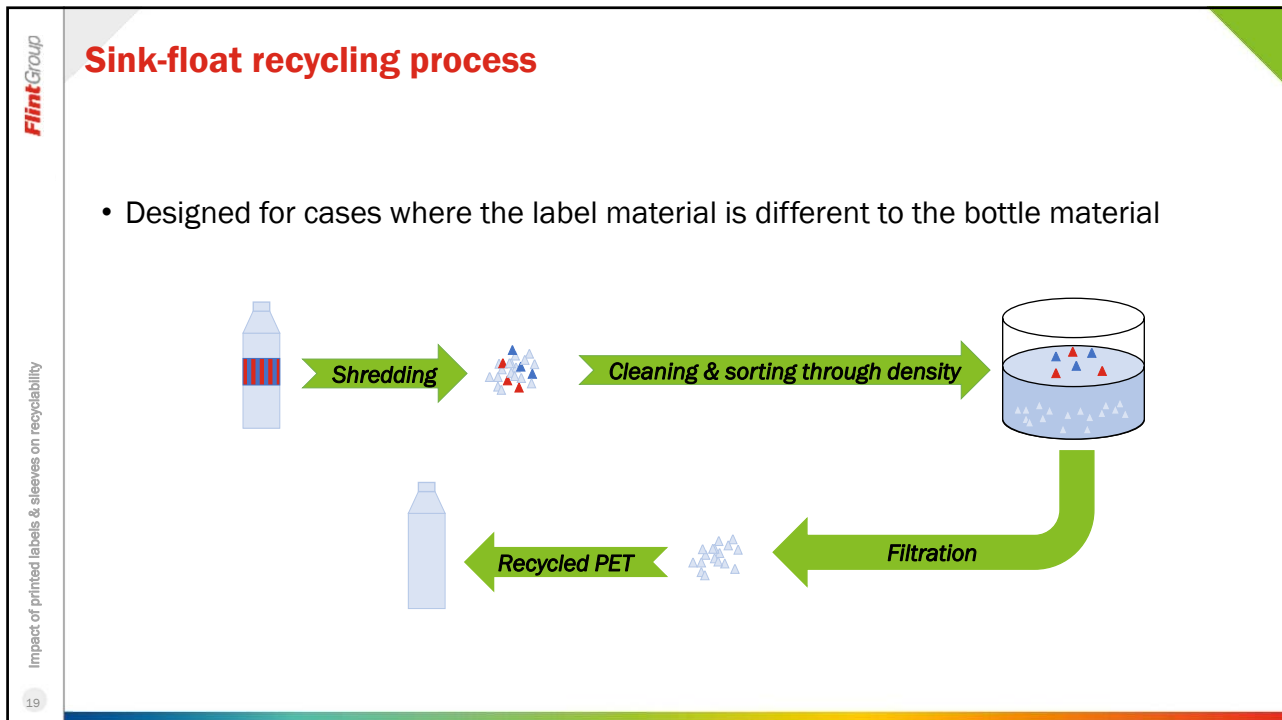 FlintGroup
Sink-float recycling process
• Designed for cases where the label material is different to the bottle material
Shredding
Cleaning & sorting through density
Filtration
Recycled PET
Impact of printed labels & sleeves on recyclability
19